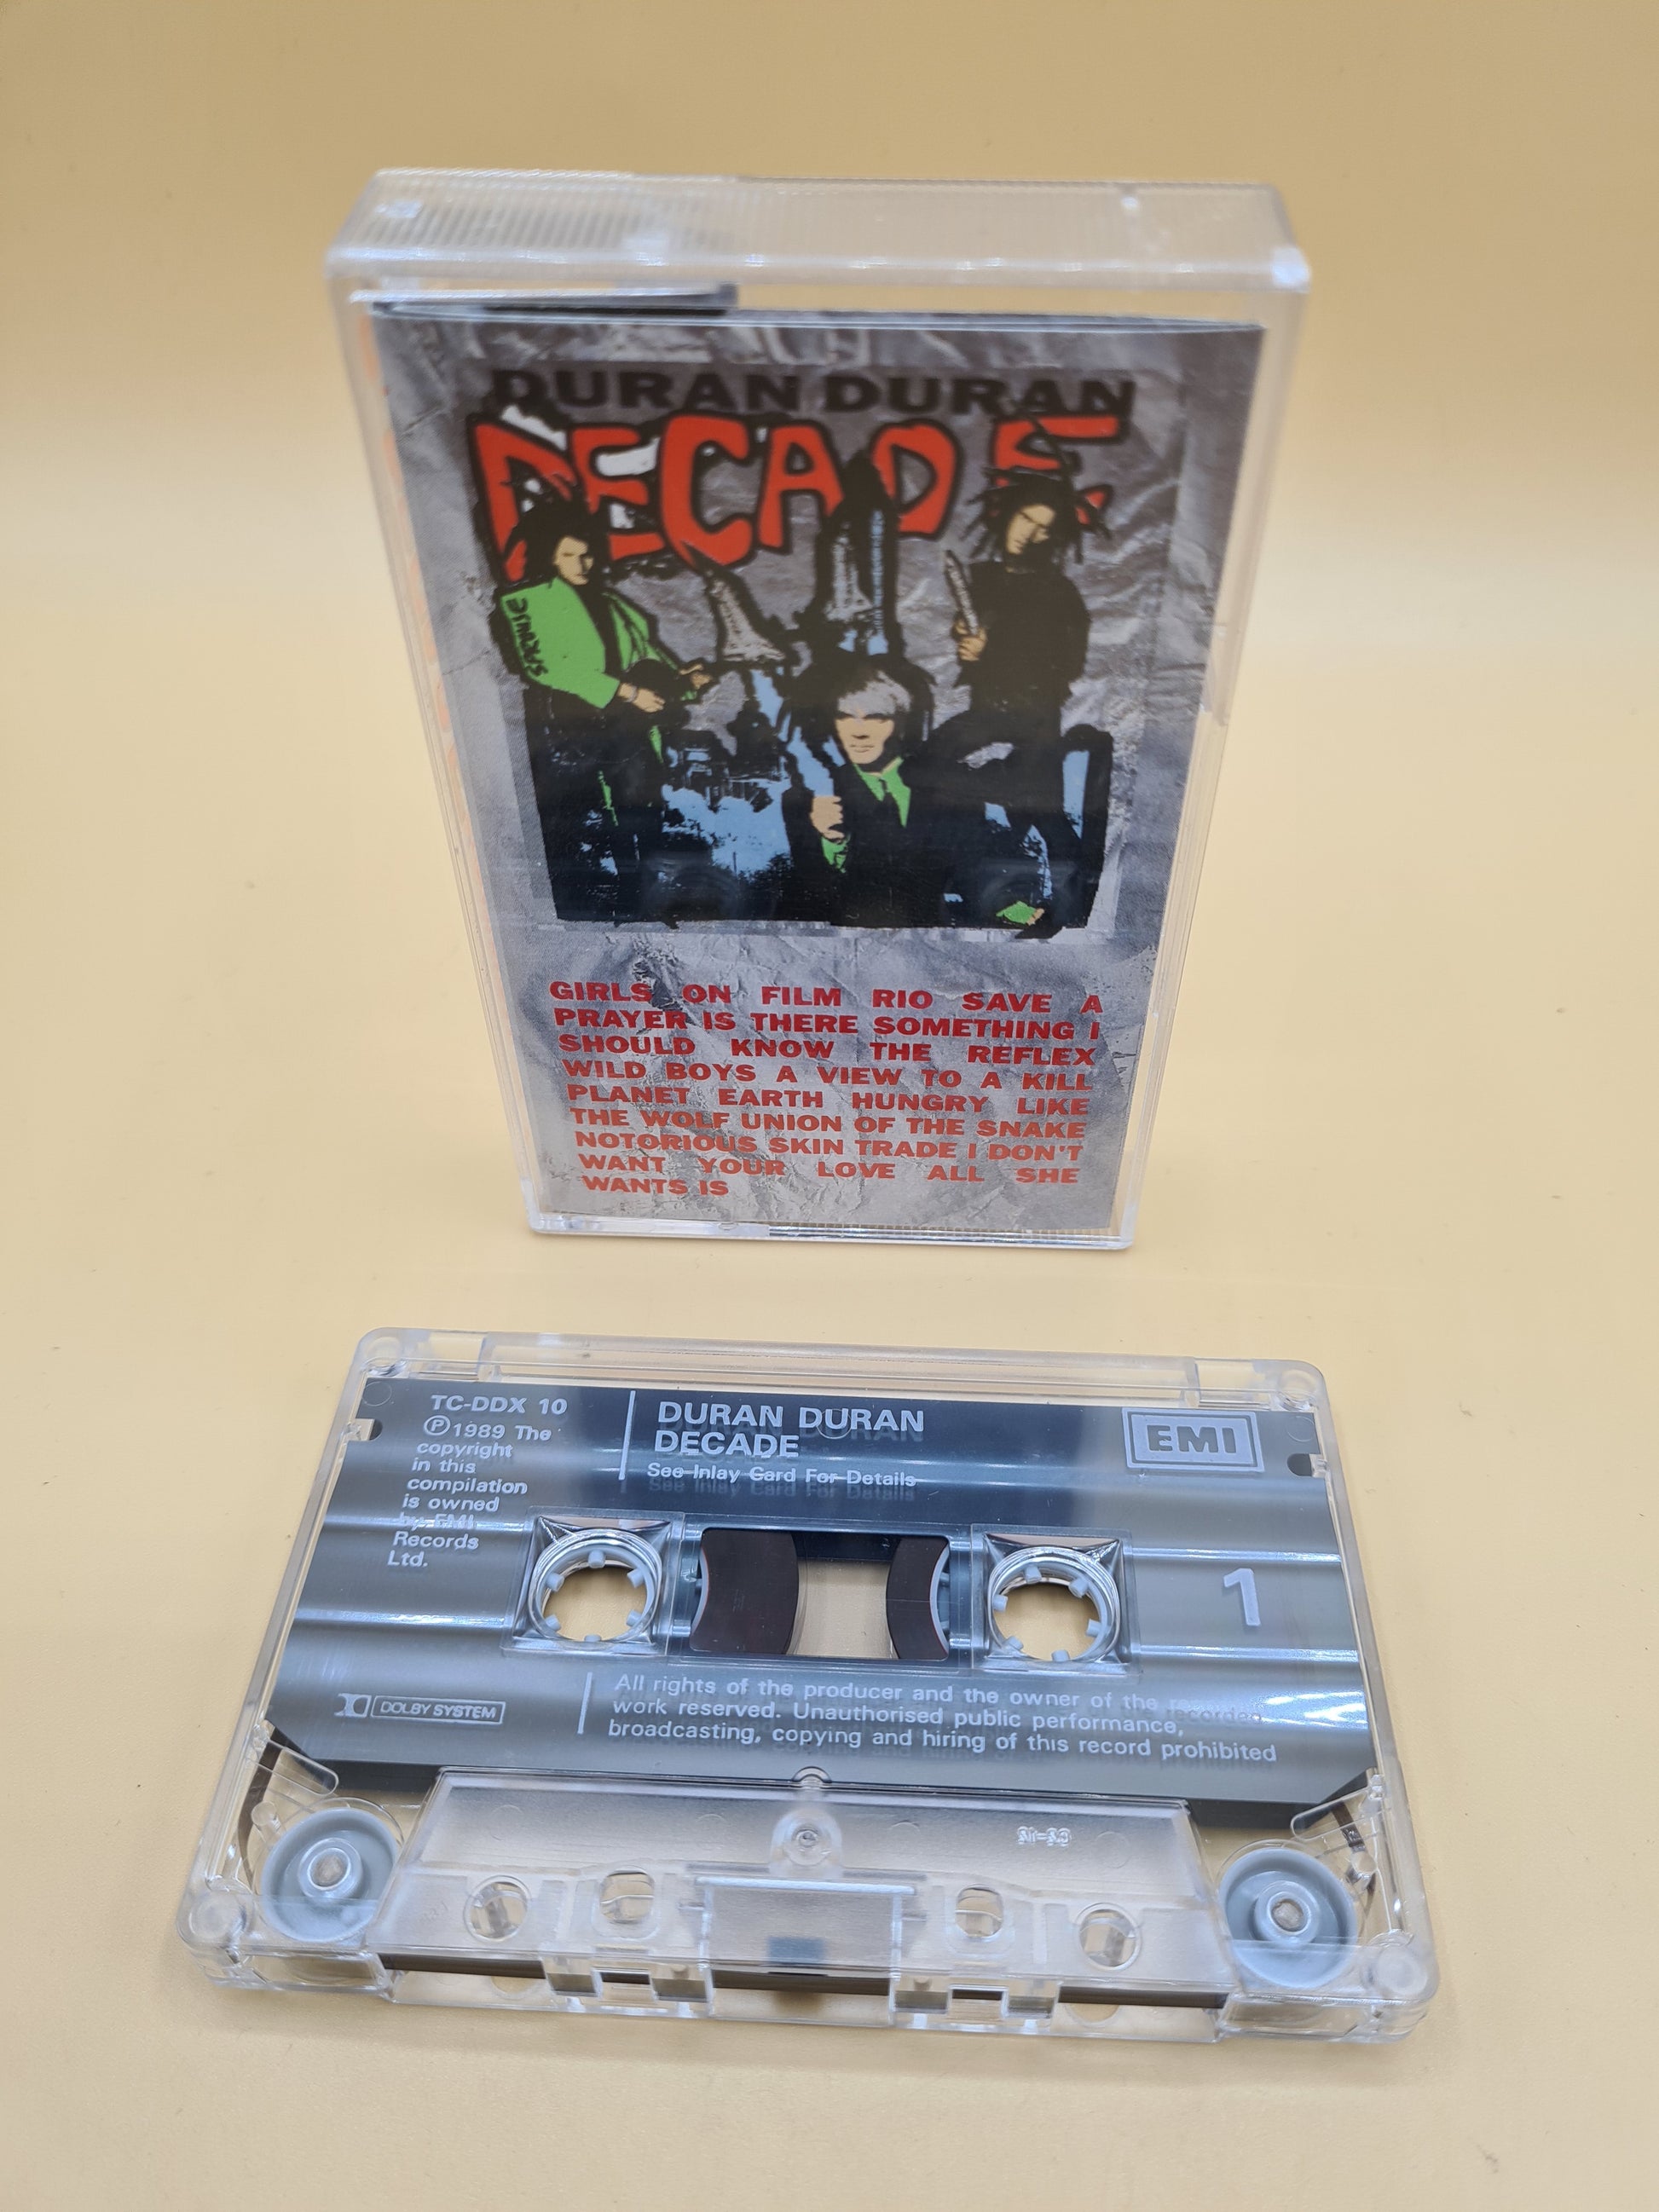 DURAN DURAN
DECADE
GIRLS ON FILM RIO SAVE A
PRAYER IS THERE SOMETHING I
SHOULD KNOW THE REFLEX
WILD BOYS A VIEW TO A KILL
PLANET EARTH HUNGRY LIKE
THE WOLF UNION OF THE SNAKE
NOTORIOUS SKIN TRADE I DON'T
WANT YOUR LOVE ALL SHE
WANTS IS
TC-DDX 10
Ⓟ1989 The
copyright
in this
compilation
is owned
by EMI
Records
Ltd.
DURAN DURAN
DECADE
See Inlay Card For Details
EMI
1
DOLBY SYSTEM
All rights of the producer and the owner of the recorded
work reserved. Unauthorised public performance,
broadcasting, copying and hiring of this record prohibited